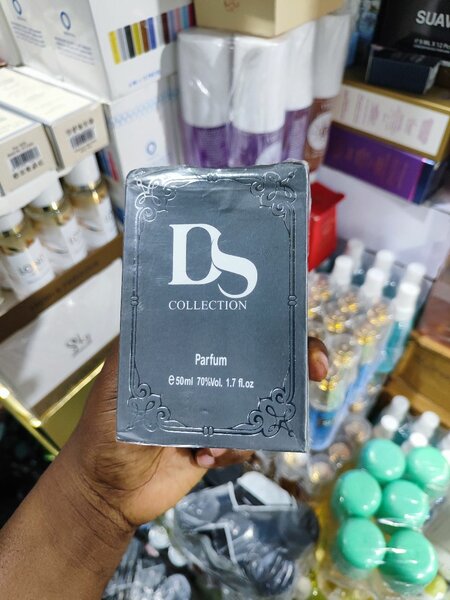 SUAV
DS
COLLECTION
Parfum
℮ 50ml 70%Vol. 1.7 fl.oz